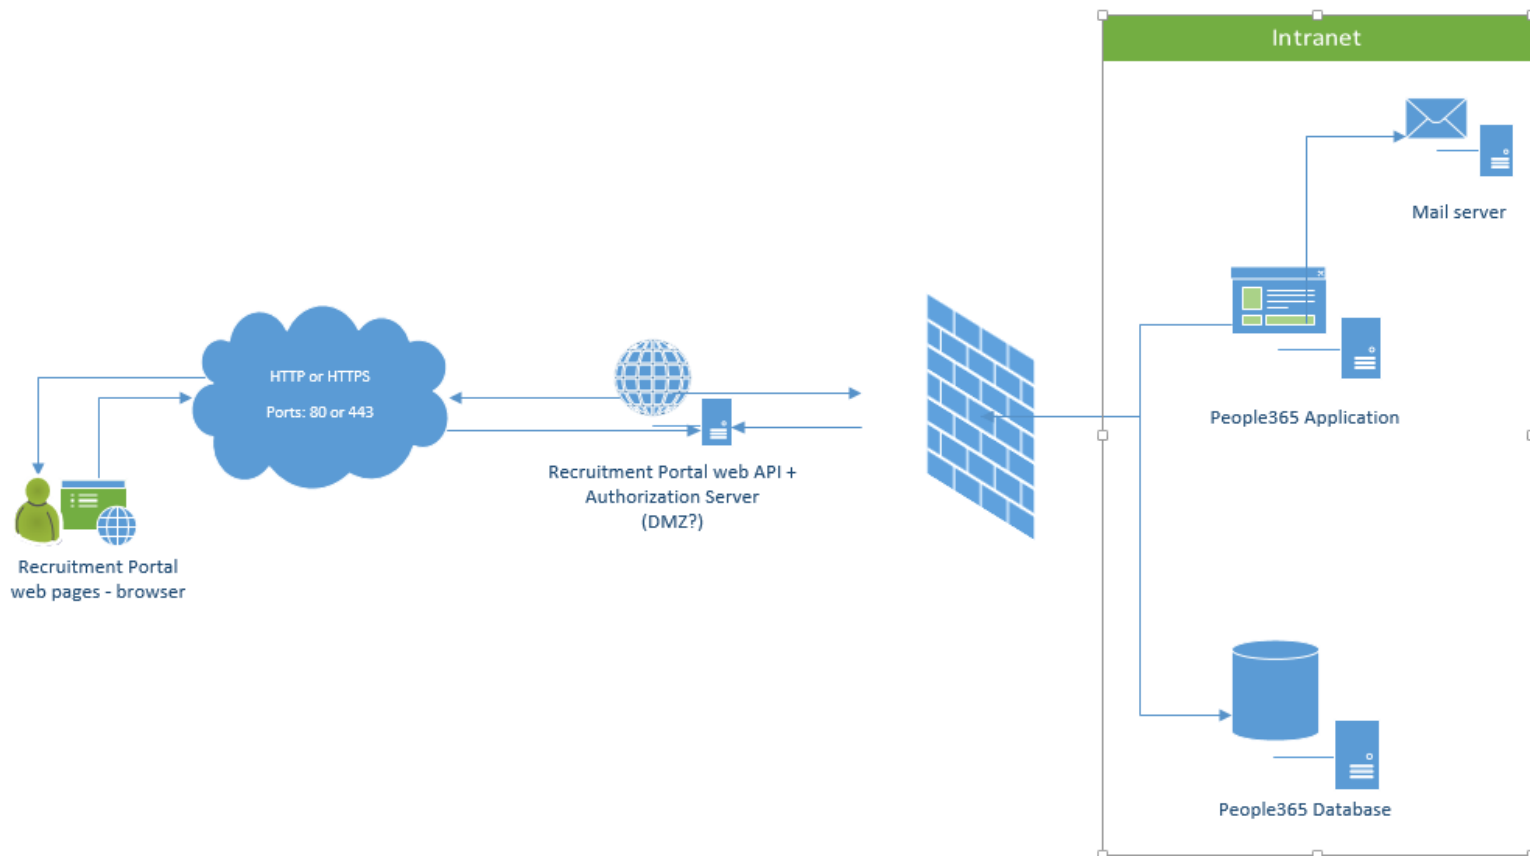 Intranet
Mail server
HTTP or HTTPS
Ports: 80 or 443
People365 Application
Recruitment Portal web API +
Authorization Server
(DMZ?)
Recruitment Portal
web pages - browser
People365 Database